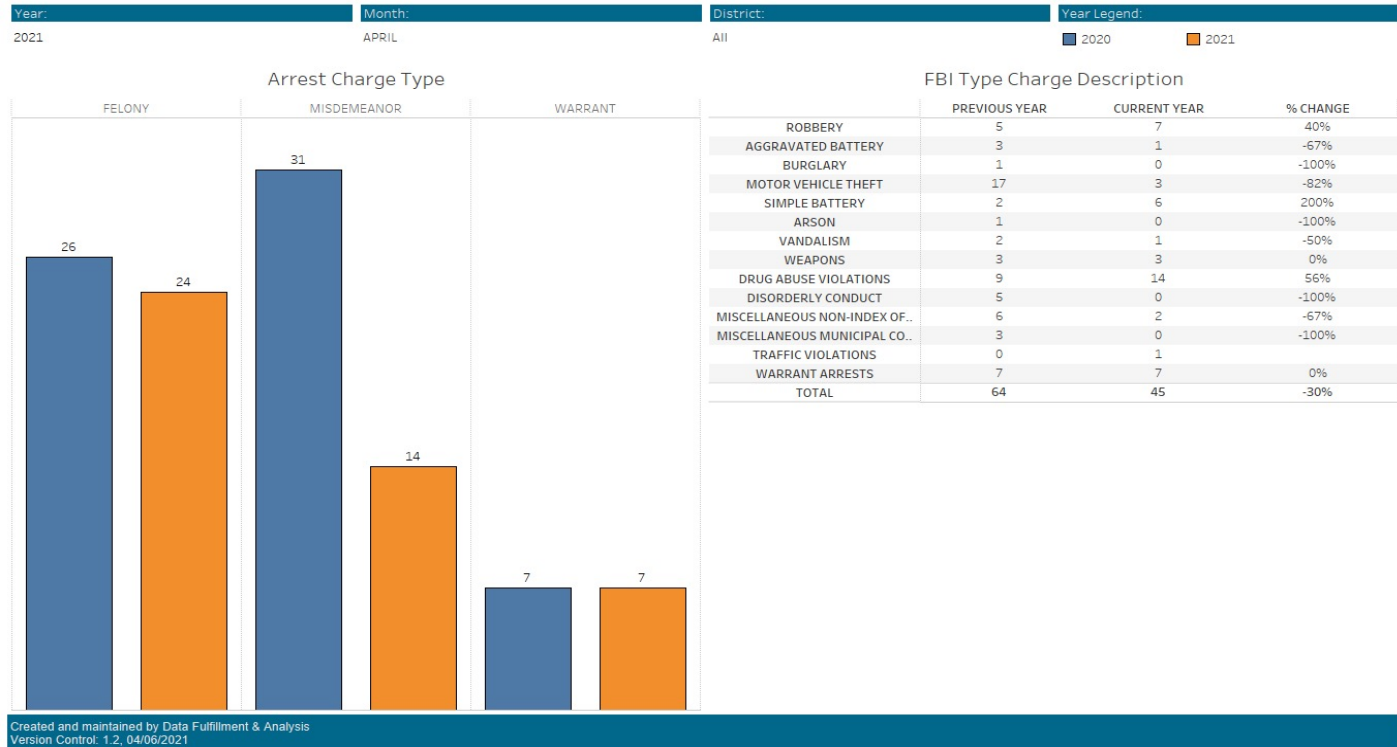 Year: Month: District: Year Legend:
2021 APRIL All 2020 2021
Arrest Charge Type
FELONY MISDEMEANOR WARRANT
26 24 31 14 7 7
FBI Type Charge Description
PREVIOUS YEAR CURRENT YEAR % CHANGE
ROBBERY 5 7 40%
AGGRAVATED BATTERY 3 1 -67%
BURGLARY 1 0 -100%
MOTOR VEHICLE THEFT 17 3 -82%
SIMPLE BATTERY 2 6 200%
ARSON 1 0 -100%
VANDALISM 2 1 -50%
WEAPONS 3 3 0%
DRUG ABUSE VIOLATIONS 9 14 56%
DISORDERLY CONDUCT 5 0 -100%
MISCELLANEOUS NON-INDEX OF.. 6 2 -67%
MISCELLANEOUS MUNICIPAL CO.. 3 0 -100%
TRAFFIC VIOLATIONS 0 1
WARRANT ARRESTS 7 7 0%
TOTAL 64 45 -30%
Created and maintained by Data Fulfillment & Analysis
Version Control: 1.2, 04/06/2021